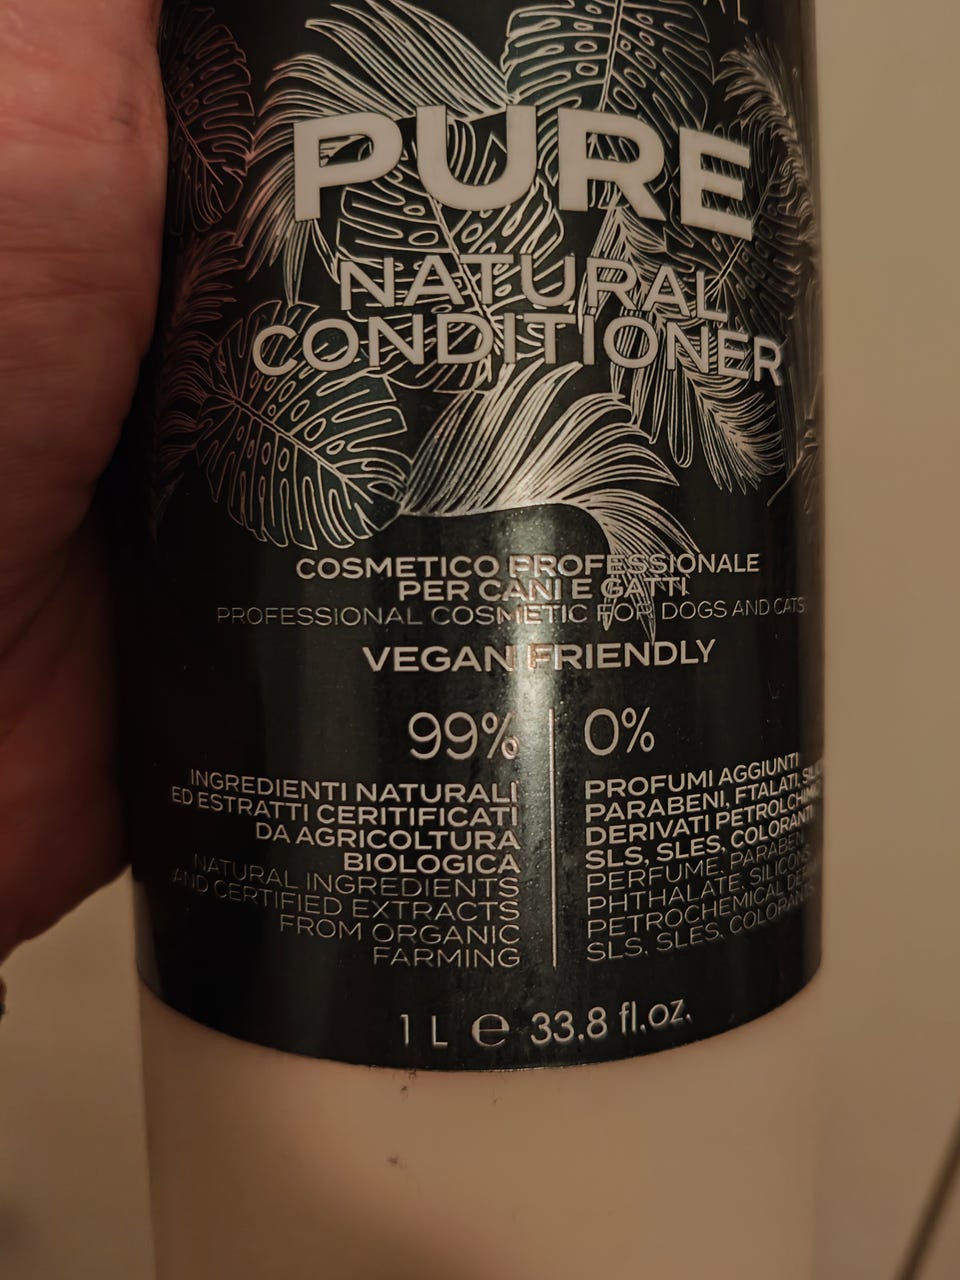 PURE
NATURAL
CONDITIONER
COSMETICO PROFESSIONALE
PER CANI E GATTI
PROFESSIONAL COSMETIC FOR DOGS AND CATS
VEGAN FRIENDLY
99%
INGREDIENTI NATURALI
ED ESTRATTI CERITIFICATI
DA AGRICOLTURA
BIOLOGICA
NATURAL INGREDIENTS
AND CERTIFIED EXTRACTS
FROM ORGANIC
FARMING
0%
PROFUMI AGGIUNTI
PARABENI, FTALATI,
DERIVATI
SLS, SLES, COLORANTI
PERFUME, PARABEN
PHTHALATE, SILICONS
PETROCHEMICAL
SLS, SLES,
1 L ℮ 33.8 fl.oz.